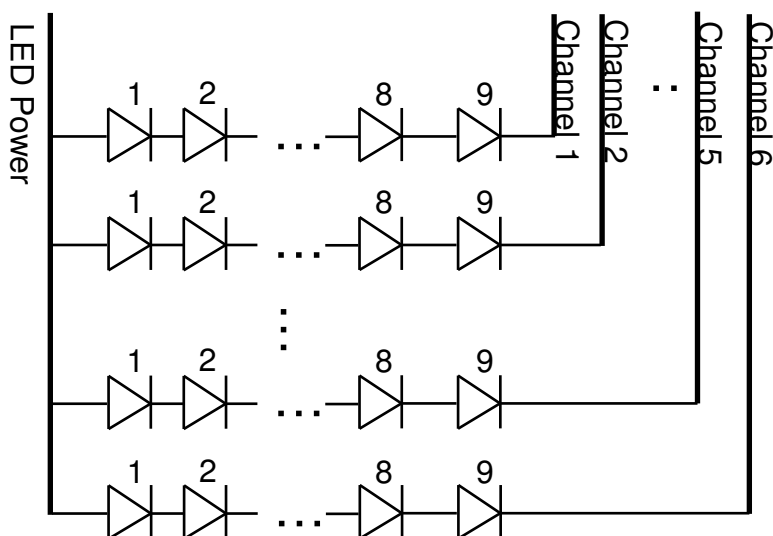 LED Power
Channel 1
Channel 2
..
Channel 5
Channel 6
1 2 ... 8 9
1 2 ... 8 9
...
1 2 ... 8 9
1 2 ... 8 9